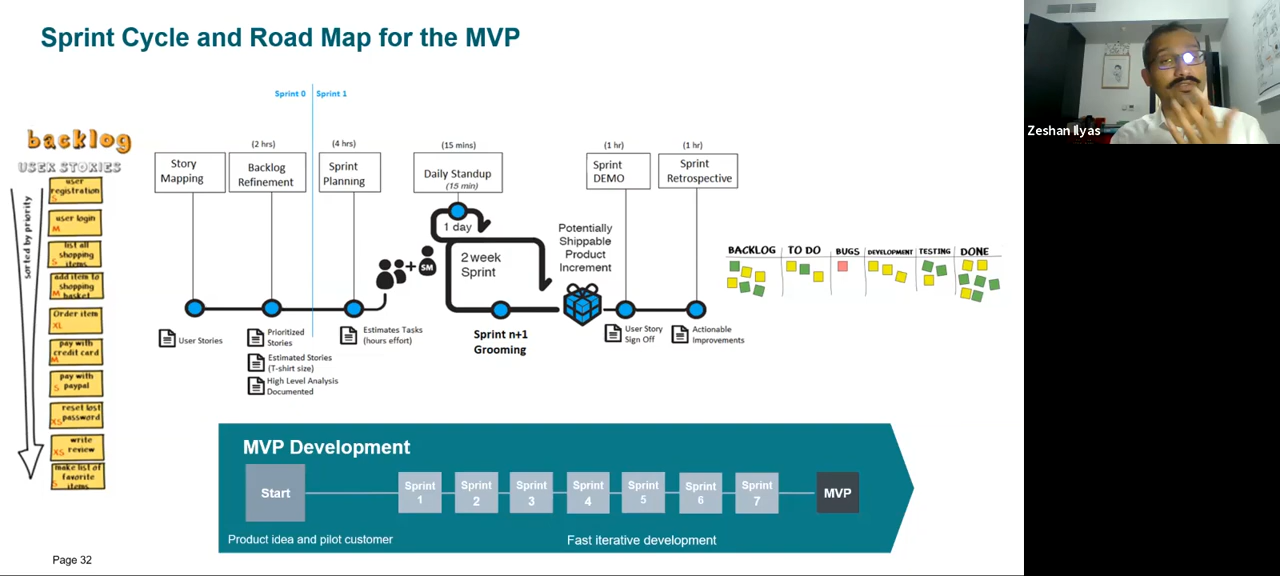 Sprint Cycle and Road Map for the MVP
Zeshan Ilyas
Sprint 0
Sprint 1
backlog
USER STORIES
sorted by priority
user
registration
S
user login
M
list all
shopping
items
S
add item to
shopping
basket
M
Order item
XL
pay with
credit card
M
pay with
paypal
S
reset lost
password
XS
write
review
XS
make list of
favorite
items
S
Story
Mapping
(2 hrs)
Backlog
Refinement
(4 hrs)
Sprint
Planning
(15 mins)
Daily Standup
(15 min)
(1 hr)
Sprint
DEMO
(1 hr)
Sprint
Retrospective
1 day
2 week
Sprint
SM
+
Potentially
Shippable
Product
Increment
Sprint n+1
Grooming
User Stories
Prioritized
Stories
Estimated Stories
(T-shirt size)
High Level Analysis
Documented
Estimates Tasks
(hours effort)
User Story
Sign Off
Actionable
Improvements
BACKLOG
TO DO
BUGS
DEVELOPMENT
TESTING
DONE
MVP Development
Start
Sprint
1
Sprint
2
Sprint
3
Sprint
4
Sprint
5
Sprint
6
Sprint
7
MVP
Product idea and pilot customer
Fast iterative development
Page 32